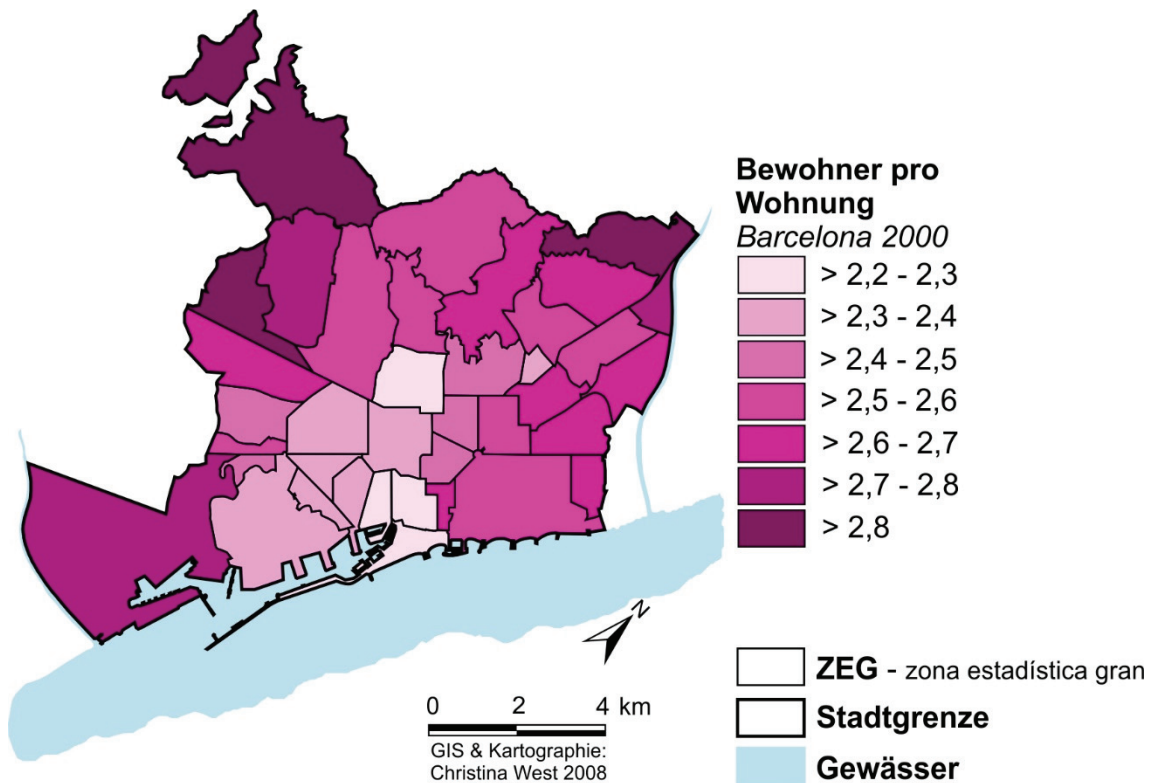 Bewohner pro
Wohnung
Barcelona 2000
> 2,2 - 2,3
> 2,3 - 2,4
> 2,4 - 2,5
> 2,5 - 2,6
> 2,6 - 2,7
> 2,7 - 2,8
> 2,8
N
ZEG - zona estadística gran
Stadtgrenze
Gewässer
0 2 4 km
GIS & Kartographie:
Christina West 2008